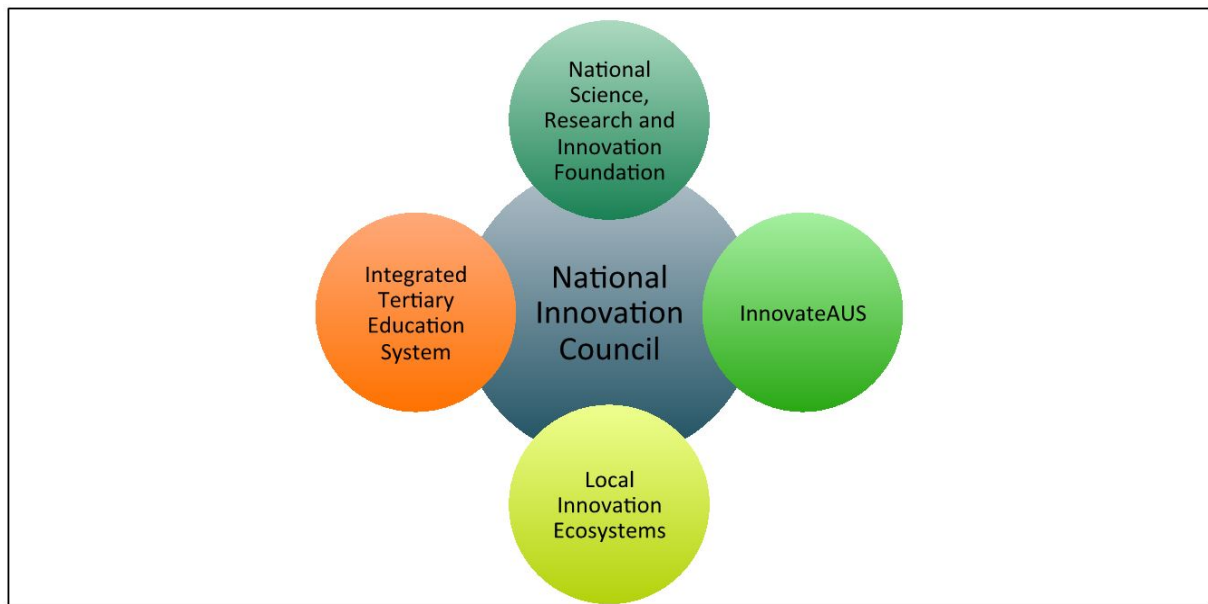 National
Science,
Research and
Innovation
Foundation
Integrated
Tertiary
Education
System
National
Innovation
Council
InnovateAUS
Local
Innovation
Ecosystems